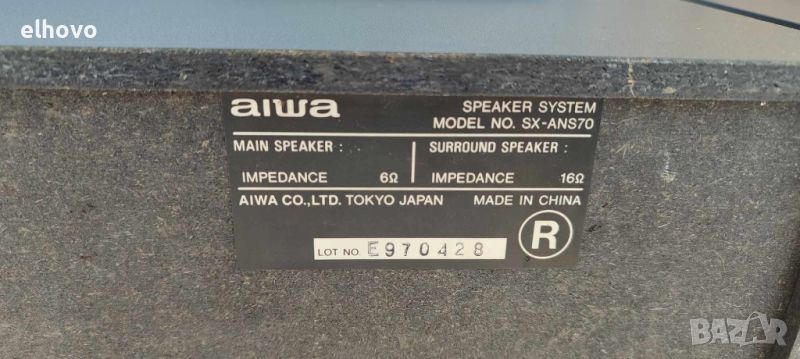 elhovo
aiwa
SPEAKER SYSTEM
MODEL NO. SX-ANS70
MAIN SPEAKER :
IMPEDANCE 6Ω
SURROUND SPEAKER :
IMPEDANCE 16Ω
AIWA CO.,LTD. TOKYO JAPAN MADE IN CHINA
LOT NO. E970428
R
BAZAR